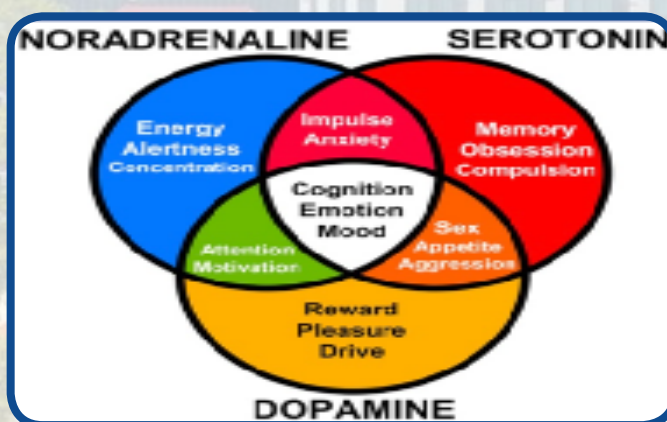 NORADRENALINE SEROTONIN
Impulse
Anxiety
Energy
Alertness
Concentration
Memory
Obsession
Compulsion
Cognition
Emotion
Mood
Attention
Motivation
Sex
Appetite
Aggression
Reward
Pleasure
Drive
DOPAMINE